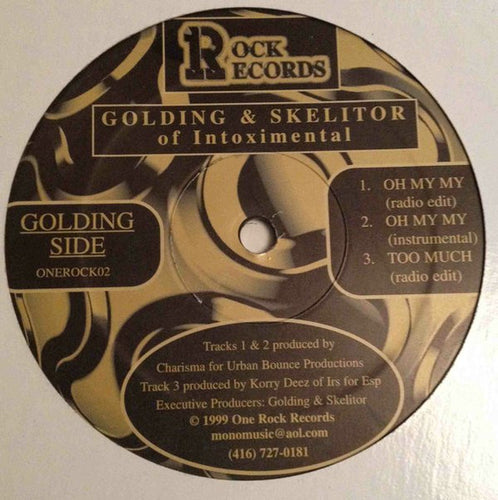 1ROCK
RECORDS
GOLDING & SKELITOR
of Intoximental
GOLDING
SIDE
ONEROCK02
1. OH MY MY
(radio edit)
2. OH MY MY
(instrumental)
3. TOO MUCH
(radio edit)
Tracks 1 & 2 produced by
Charisma for Urban Bounce Productions
Track 3 produced by Korry Deez of Irs for Esp
Executive Producers: Golding & Skelitor
© 1999 One Rock Records
monomusic@aol.com
(416) 727-0181